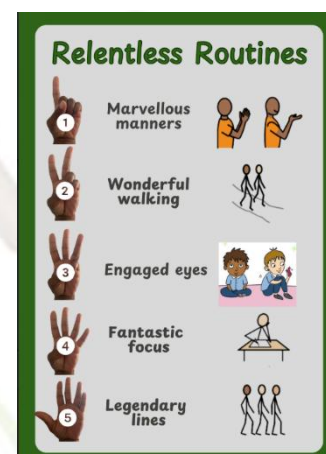 Relentless Routines
1
Marvellous
manners
2
Wonderful
walking
3
Engaged eyes
4
Fantastic
focus
5
Legendary
lines